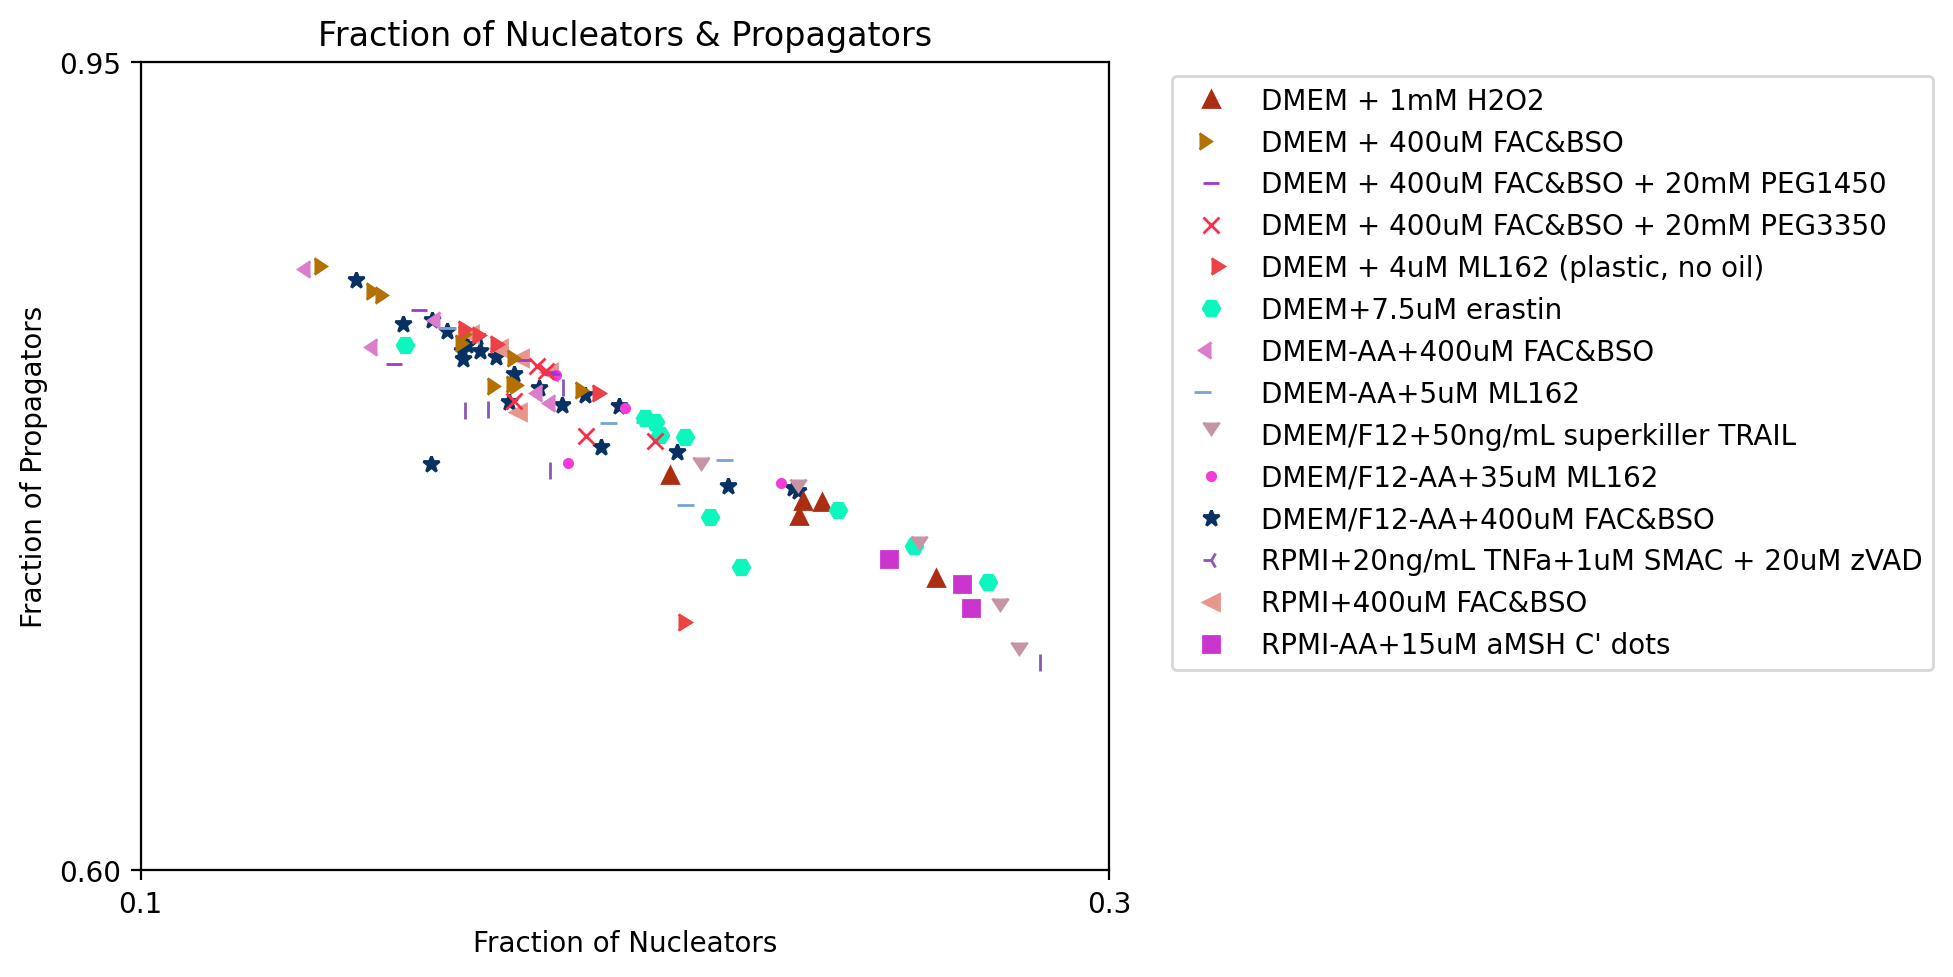 Fraction of Nucleators & Propagators
0.95
0.60
Fraction of Propagators
0.1
0.3
Fraction of Nucleators
DMEM + 1mM H2O2
DMEM + 400uM FAC&BSO
DMEM + 400uM FAC&BSO + 20mM PEG1450
DMEM + 400uM FAC&BSO + 20mM PEG3350
DMEM + 4uM ML162 (plastic, no oil)
DMEM+7.5uM erastin
DMEM-AA+400uM FAC&BSO
DMEM-AA+5uM ML162
DMEM/F12+50ng/mL superkiller TRAIL
DMEM/F12-AA+35uM ML162
DMEM/F12-AA+400uM FAC&BSO
RPMI+20ng/mL TNFa+1uM SMAC + 20uM zVAD
RPMI+400uM FAC&BSO
RPMI-AA+15uM aMSH C' dots